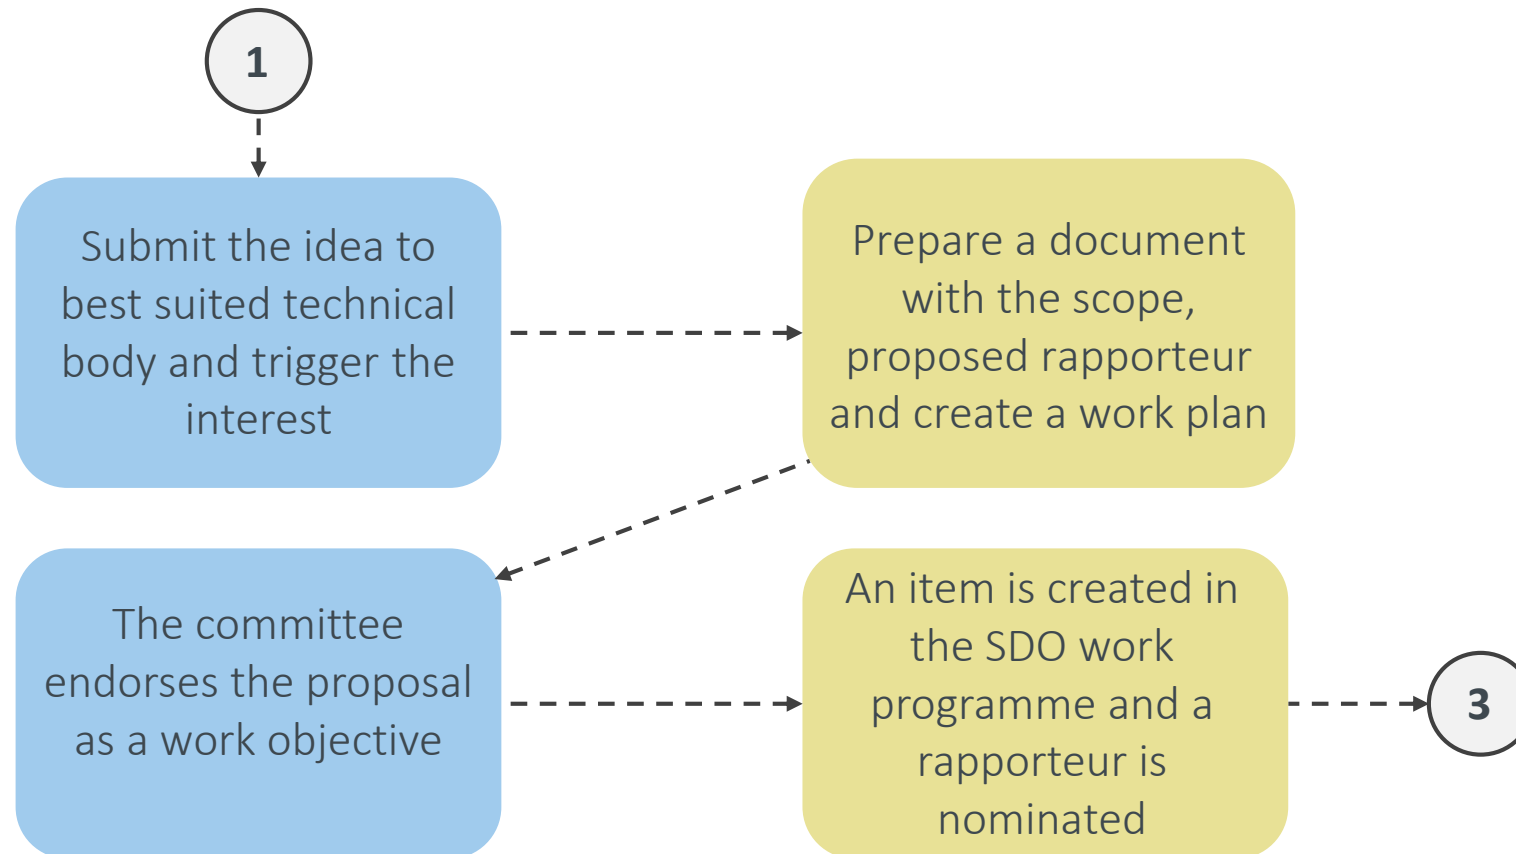 1
Submit the idea to
best suited technical
body and trigger the
interest
Prepare a document
with the scope,
proposed rapporteur
and create a work plan
The committee
endorses the proposal
as a work objective
An item is created in
the SDO work
programme and a
rapporteur is
nominated
3